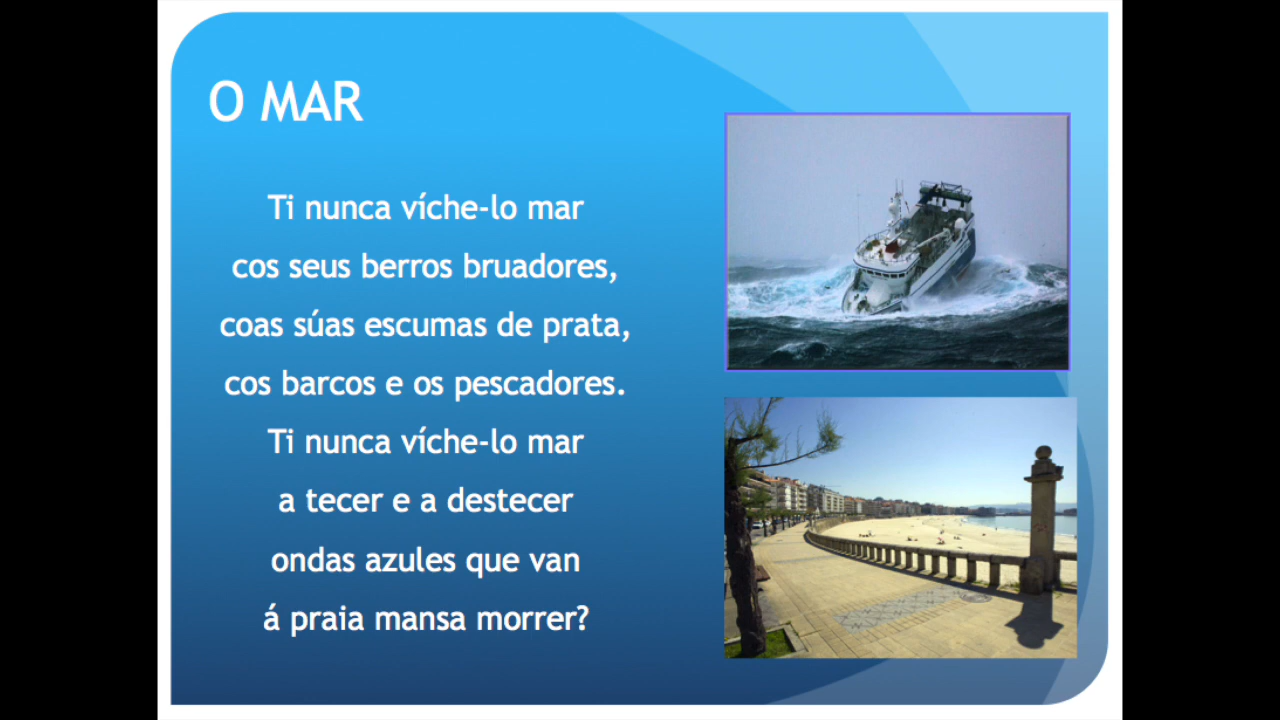 O MAR
Ti nunca víche-lo mar
cos seus berros bruadores,
coas súas escumas de prata,
cos barcos e os pescadores.
Ti nunca víche-lo mar
a tecer e a destecer
ondas azules que van
á praia mansa morrer?